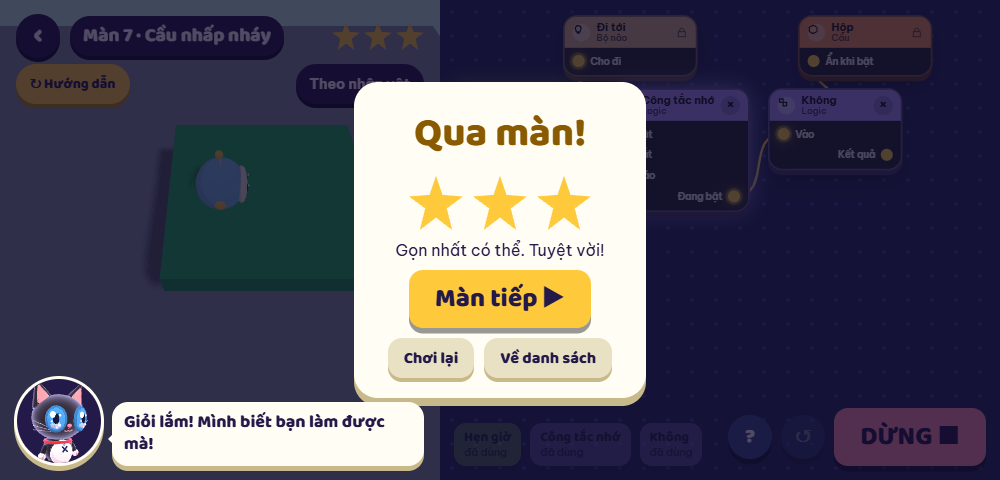 Màn 7 • Cầu nhấp nháy
↻ Hướng dẫn
Theo nhân vật
Đi tới
Bộ não
Cho đi
Hộp
Cầu
Ẩn khi bật
Công tắc nhớ
Logic
Đang bật
Không
Logic
Vào
Kết quả
Qua màn!
Gọn nhất có thể. Tuyệt vời!
Màn tiếp ▶
Chơi lại
Về danh sách
Giỏi lắm! Mình biết bạn làm được
mà!
Hẹn giờ
đã dùng
Công tắc nhớ
đã dùng
Không
đã dùng
?
DỪNG ■